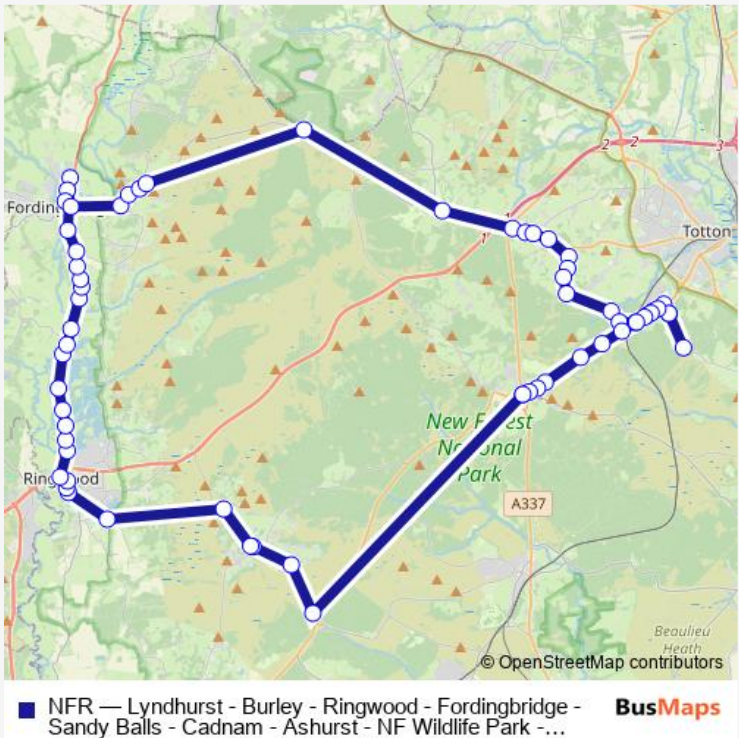 Fording
Totton
1
1
2
2
3
New Forest
National
Park
Ringwood
A337
Beaulieu
Heath
© OpenStreetMap contributors
NFR — Lyndhurst - Burley - Ringwood - Fordingbridge -
Sandy Balls - Cadnam - Ashurst - NF Wildlife Park -...
BusMaps